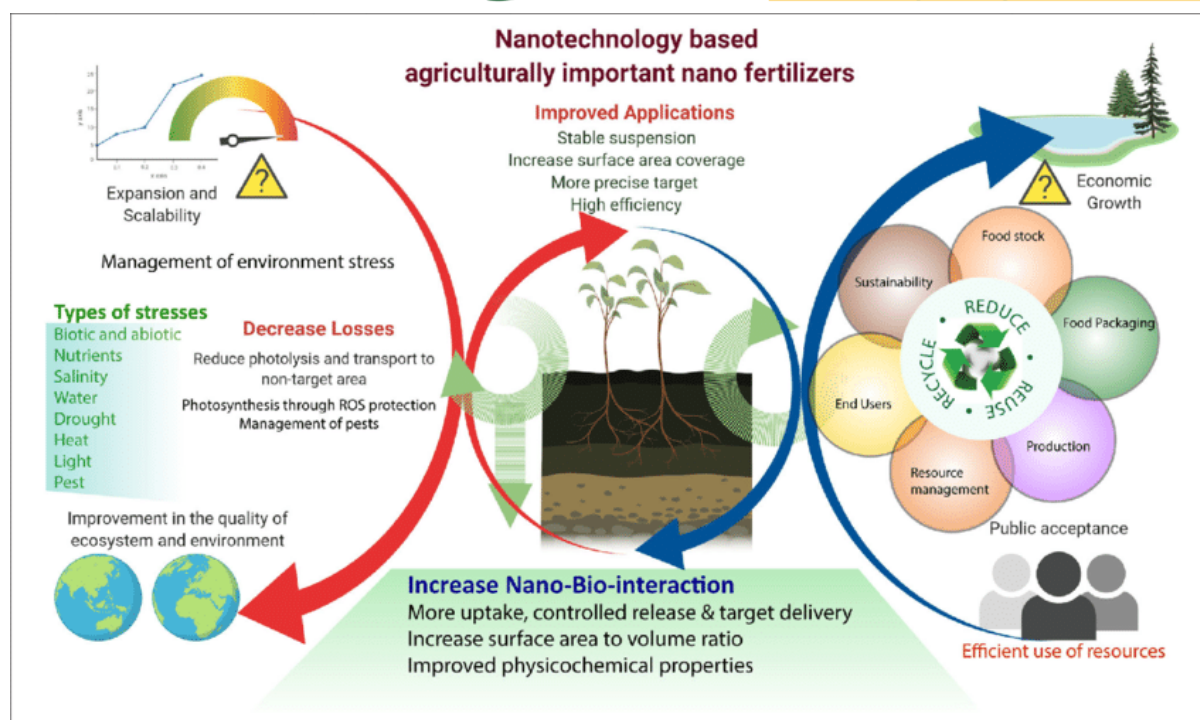 Nanotechnology based
agriculturally important nano fertilizers
Improved Applications
Stable suspension
Increase surface area coverage
More precise target
High efficiency
Expansion and
Scalability
?
Management of environment stress
Types of stresses
Biotic and abiotic
Nutrients
Salinity
Water
Drought
Heat
Light
Pest
Decrease Losses
Reduce photolysis and transport to
non-target area
Photosynthesis through ROS protection
Management of pests
Improvement in the quality of
ecosystem and environment
Increase Nano-Bio-interaction
More uptake, controlled release & target delivery
Increase surface area to volume ratio
Improved physicochemical properties
?
Economic
Growth
Food stock
Sustainability
Food Packaging
REDUCE
REUSE
RECYCLE
End Users
Production
Resource
management
Public acceptance
Efficient use of resources